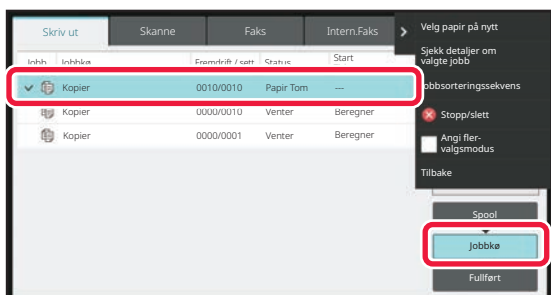 Skriv ut Skanne Faks Intern.Faks
Velg papir på nytt
Sjekk detaljer om
valgte jobb
Jobb Jobbkø Fremdrift / sett Status Start
Kopier 0010/0010 Papir Tom ---
Jobbsorteringssekvens
Kopier 0000/0010 Venter Beregner
Stopp/slett
Kopier 0000/0001 Venter Beregner
Angi fler-
valgsmodus
Tilbake
Spool
Jobbkø
Fullført